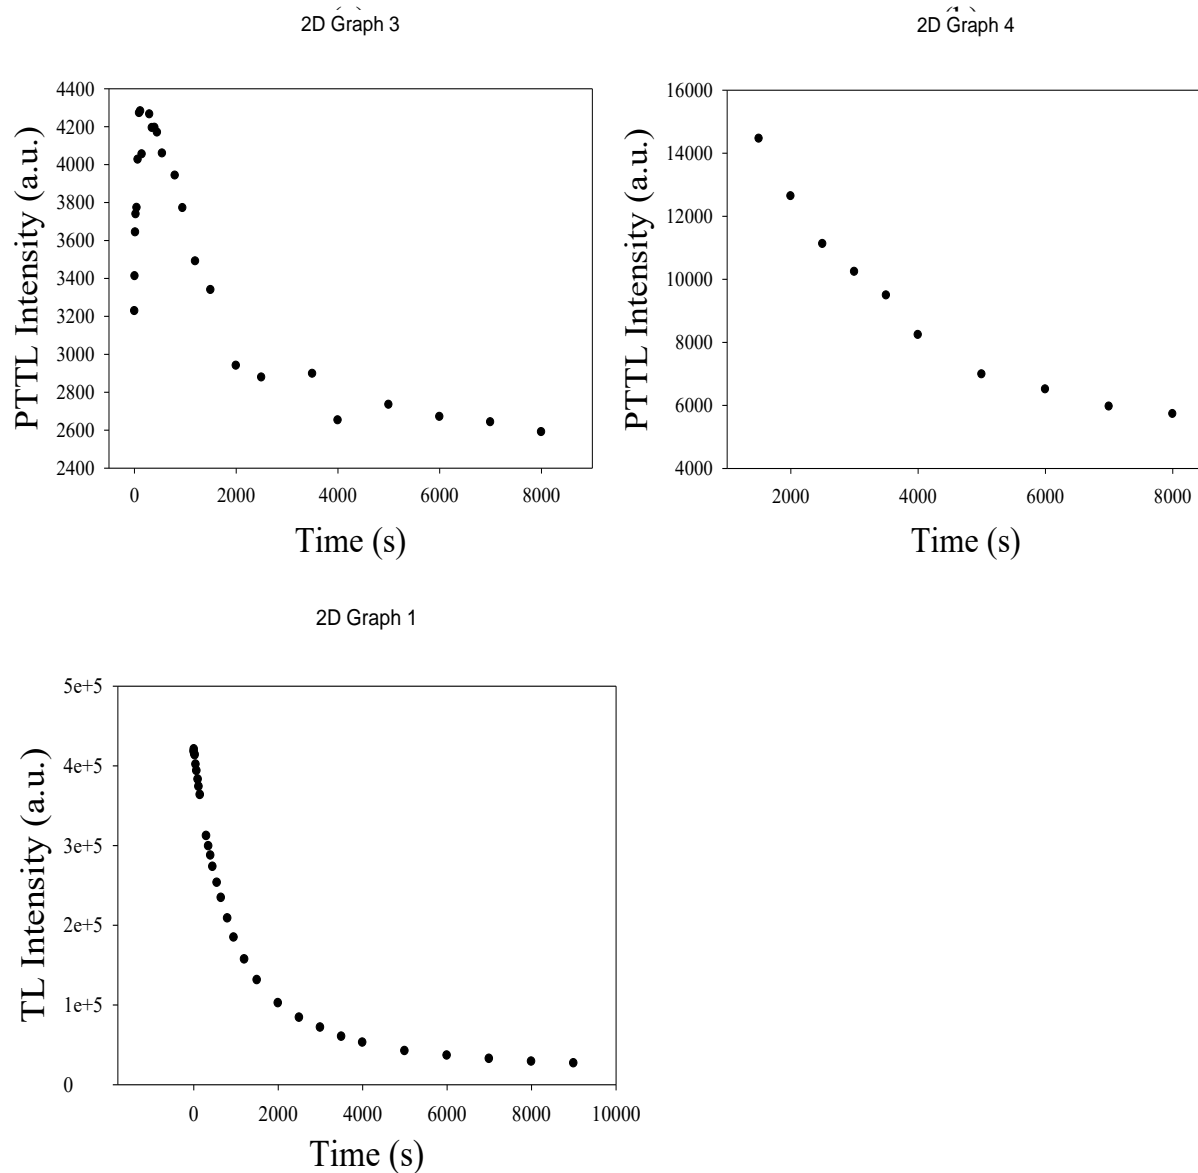 2D Graph 3
PTTL Intensity (a.u.)
4400
4200
4000
3800
3600
3400
3200
3000
2800
2600
2400
0 2000 4000 6000 8000
Time (s)
2D Graph 4
PTTL Intensity (a.u.)
16000
14000
12000
10000
8000
6000
4000
2000 4000 6000 8000
Time (s)
2D Graph 1
TL Intensity (a.u.)
5e+5
4e+5
3e+5
2e+5
1e+5
0
0 2000 4000 6000 8000 10000
Time (s)